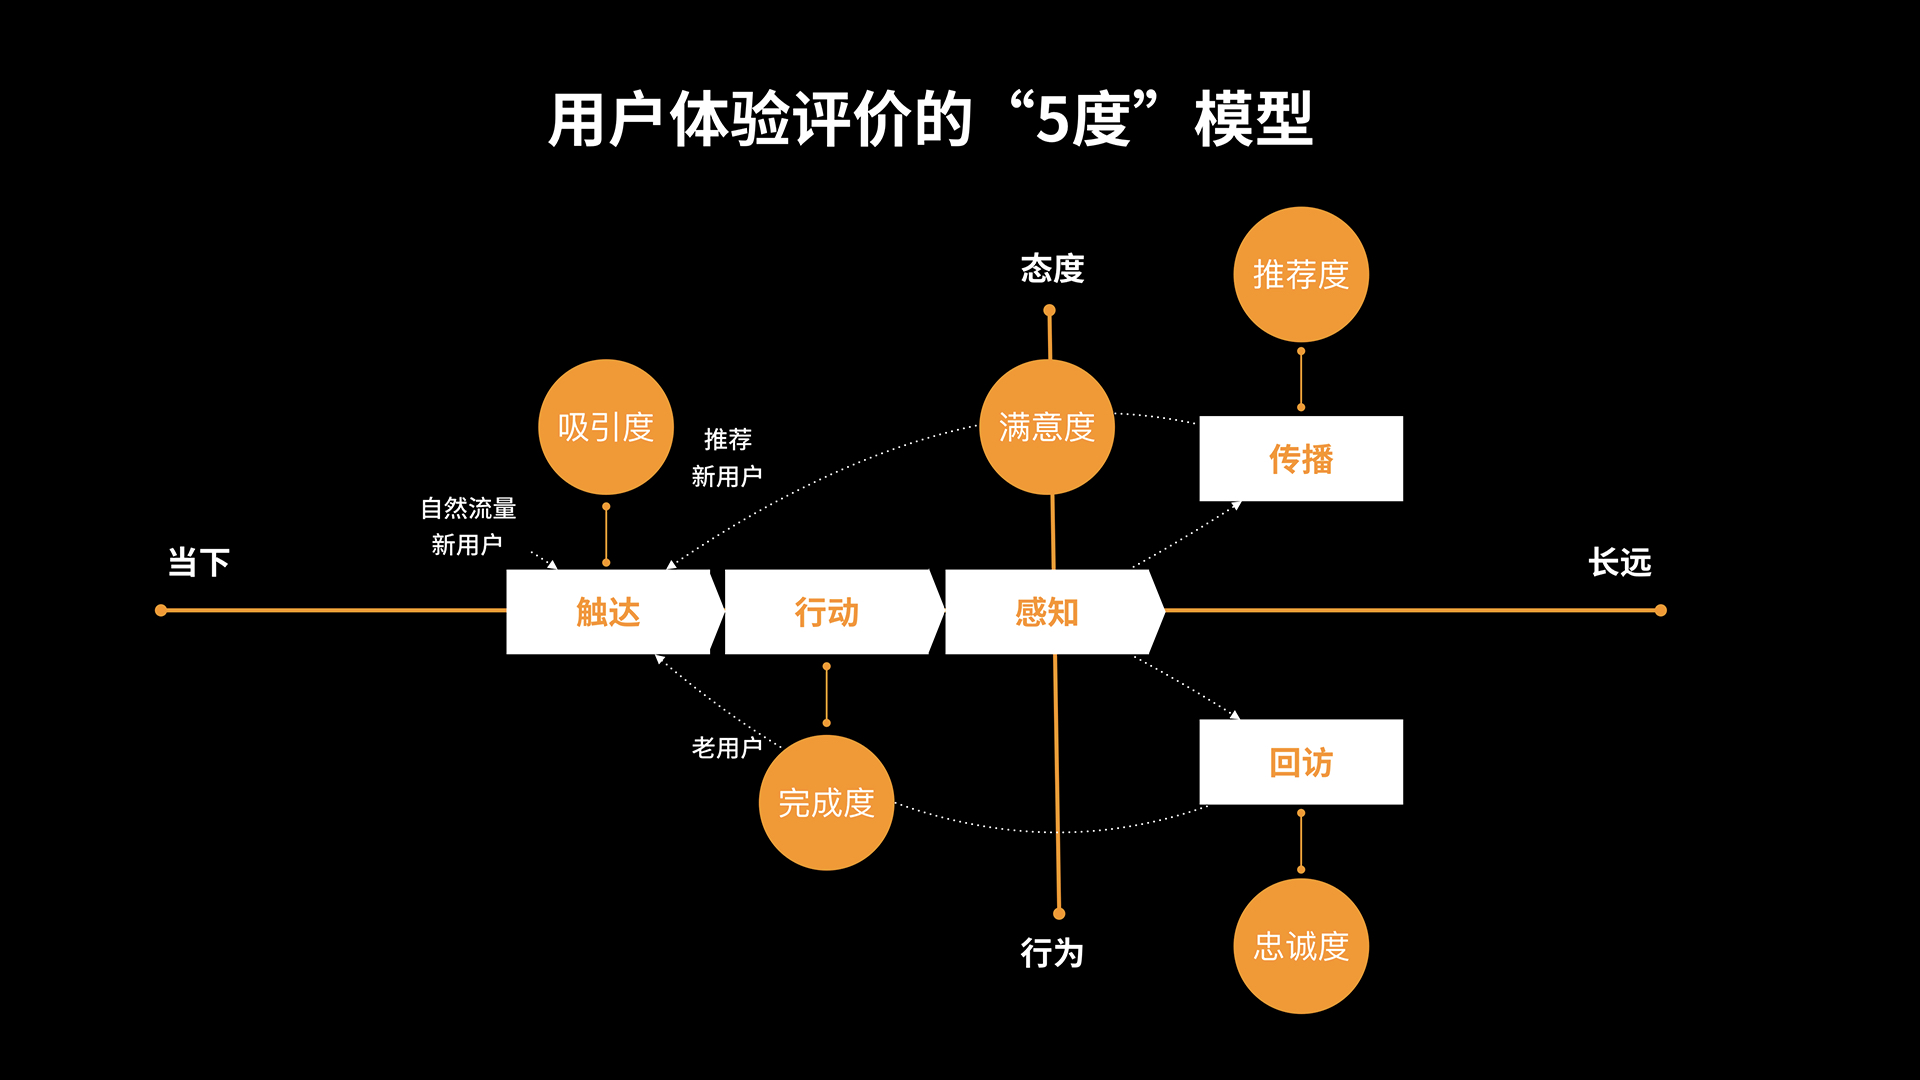 用户体验评价的“5度”模型
态度
推荐度
吸引度
推荐
新用户
满意度
传播
自然流量
新用户
当下
长远
触达
行动
感知
老用户
完成度
回访
行为
忠诚度